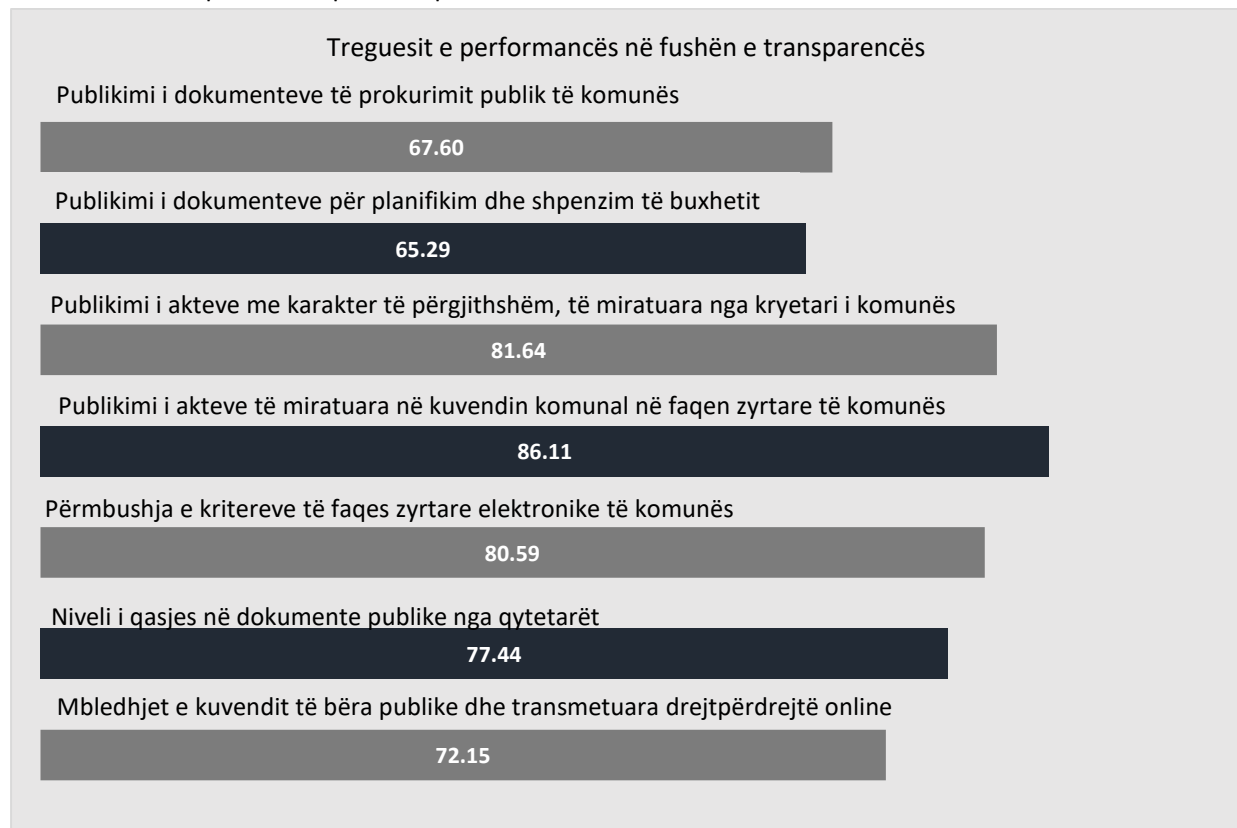 Treguesit e performancës në fushën e transparencës
Publikimi i dokumenteve të prokurimit publik të komunës
67.60
Publikimi i dokumenteve për planifikim dhe shpenzim të buxhetit
65.29
Publikimi i akteve me karakter të përgjithshëm, të miratuara nga kryetari i komunës
81.64
Publikimi i akteve të miratuara në kuvendin komunal në faqen zyrtare të komunës
86.11
Përmbushja e kritereve të faqes zyrtare elektronike të komunës
80.59
Niveli i qasjes në dokumente publike nga qytetarët
77.44
Mbledhjet e kuvendit të bëra publike dhe transmetuara drejtpërdrejtë online
72.15